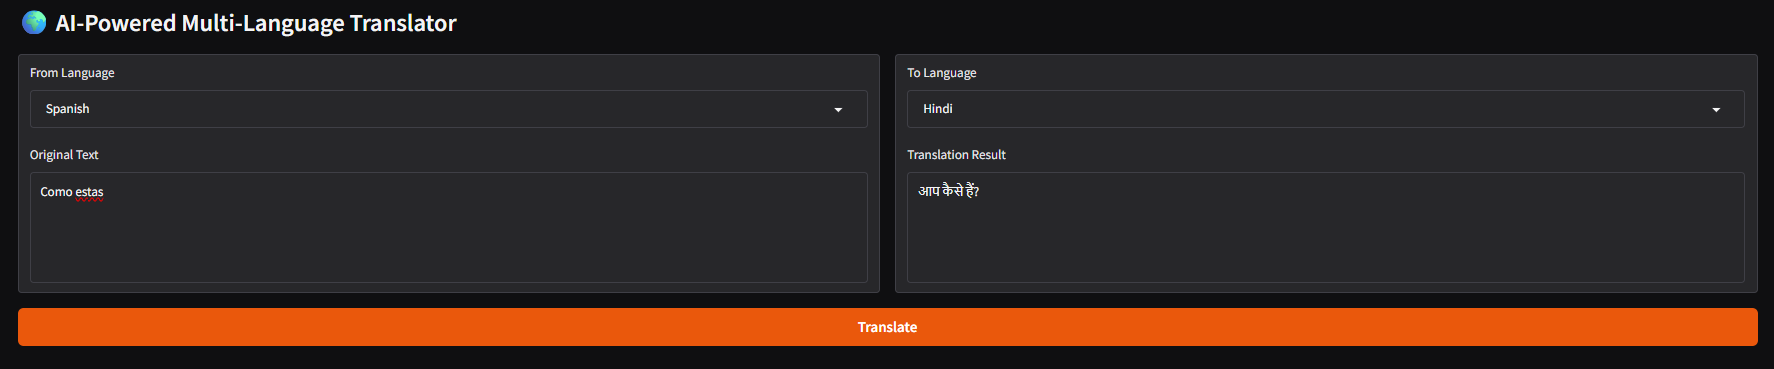 🌍 AI-Powered Multi-Language Translator
From Language
Spanish
Original Text
Como estas
To Language
Hindi
Translation Result
आप कैसे हैं?
Translate